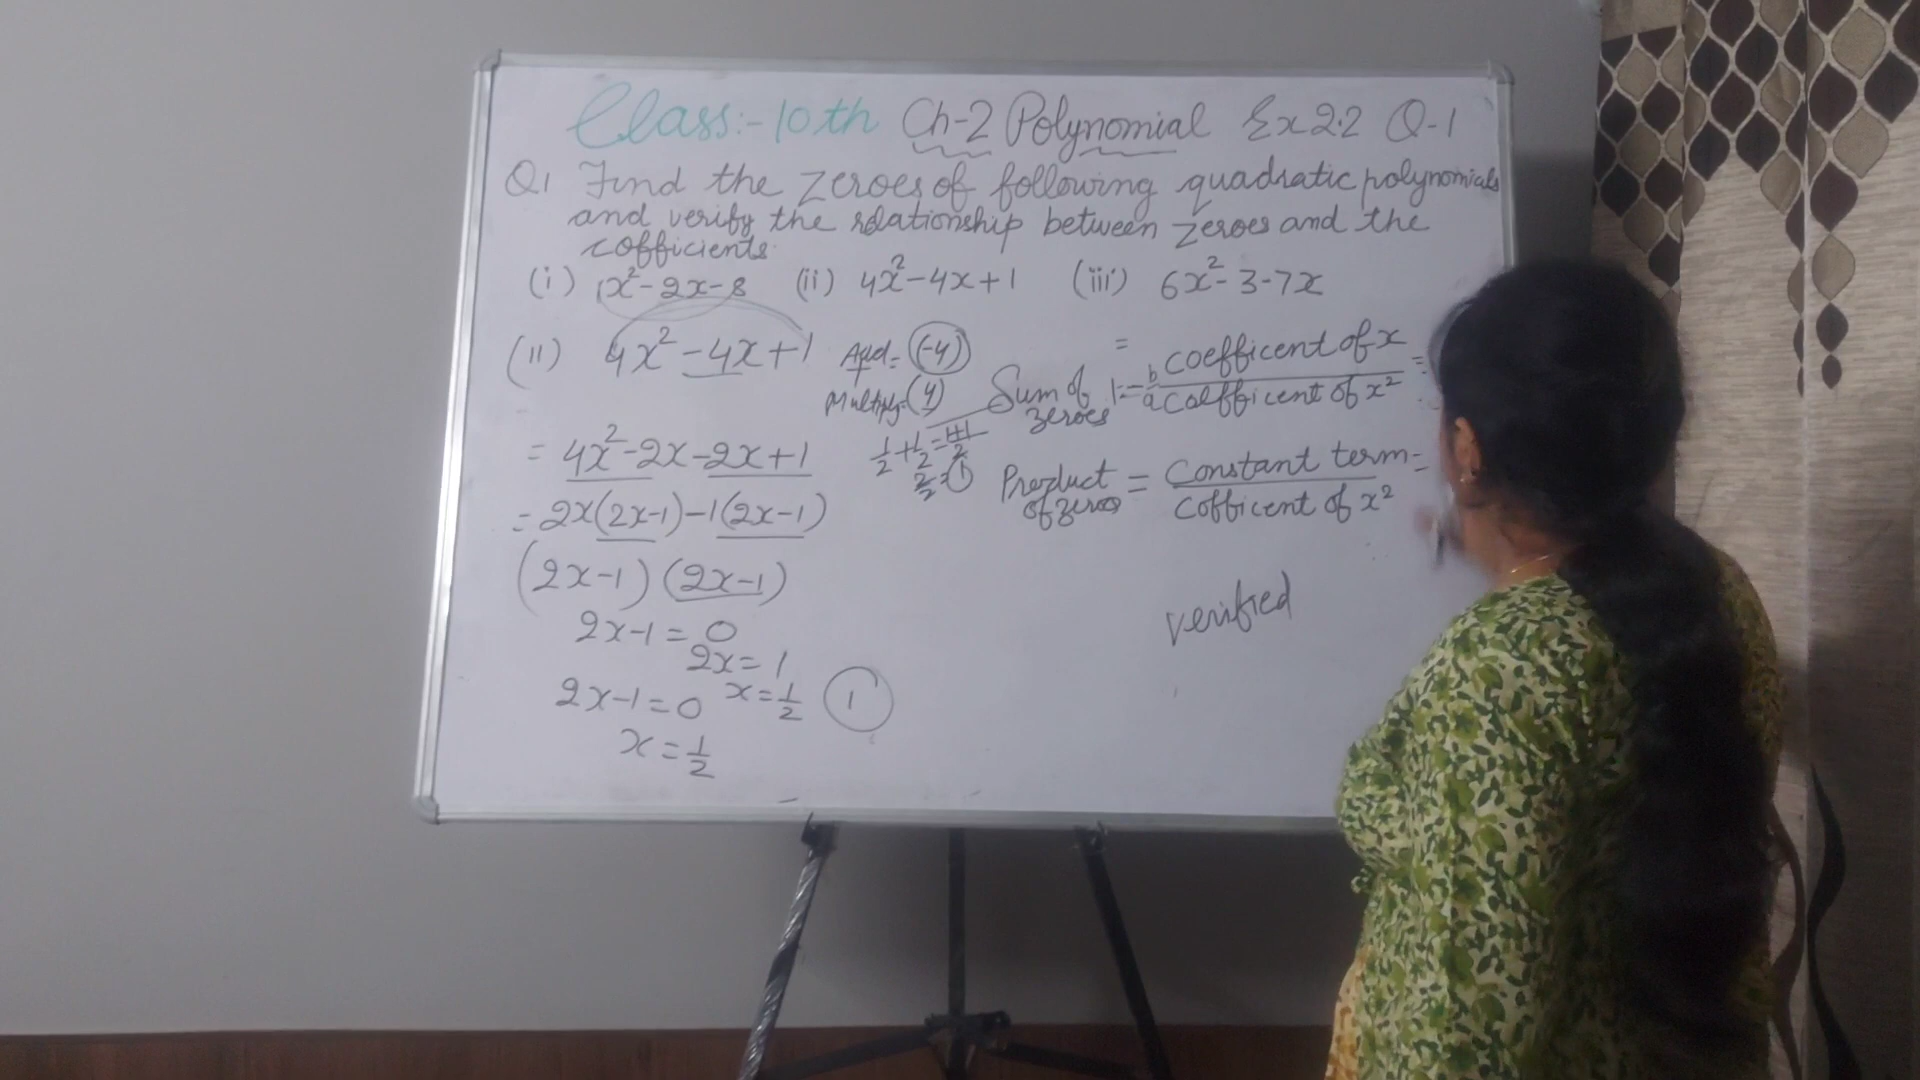 Class:- 10th Ch-2 Polynomial Ex 2.2 Q-1
Q1 Find the zeroes of following quadratic polynomials
and verify the relationship between zeroes and the
cofficients.
(i) x²-2x-8 (ii) 4x²-4x+1 (iii) 6x²-3-7x
(11) 4x²-4x+1
Add = (-4)
Multiply = (4)
= 4x²-2x-2x+1
= 2x(2x-1)-1(2x-1)
(2x-1) (2x-1)
2x-1 = 0
2x = 1
2x-1 = 0 x = 1/2
x = 1/2
1
1/2 + 1/2 = 1+1/2
2/2 = 1
=
Sum of zeroes 1 = -b/a coefficent of x / coefficent of x² =
Product of zeroes = Constant term / Cofficent of x² =
verified